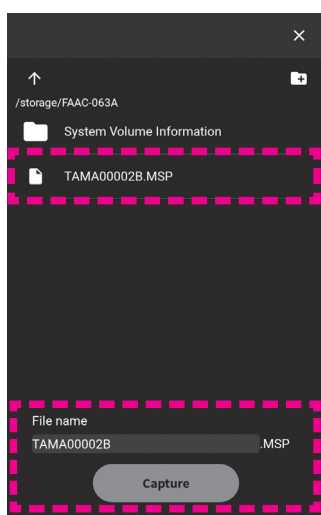 /storage/FAAC-063A
System Volume Information
TAMA00002B.MSP
File name
TAMA00002B .MSP
Capture